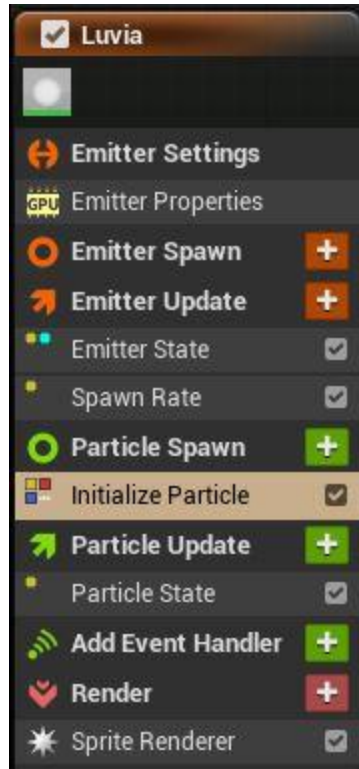 Luvia
Emitter Settings
GPU Emitter Properties
Emitter Spawn
Emitter Update
Emitter State
Spawn Rate
Particle Spawn
Initialize Particle
Particle Update
Particle State
Add Event Handler
Render
Sprite Renderer